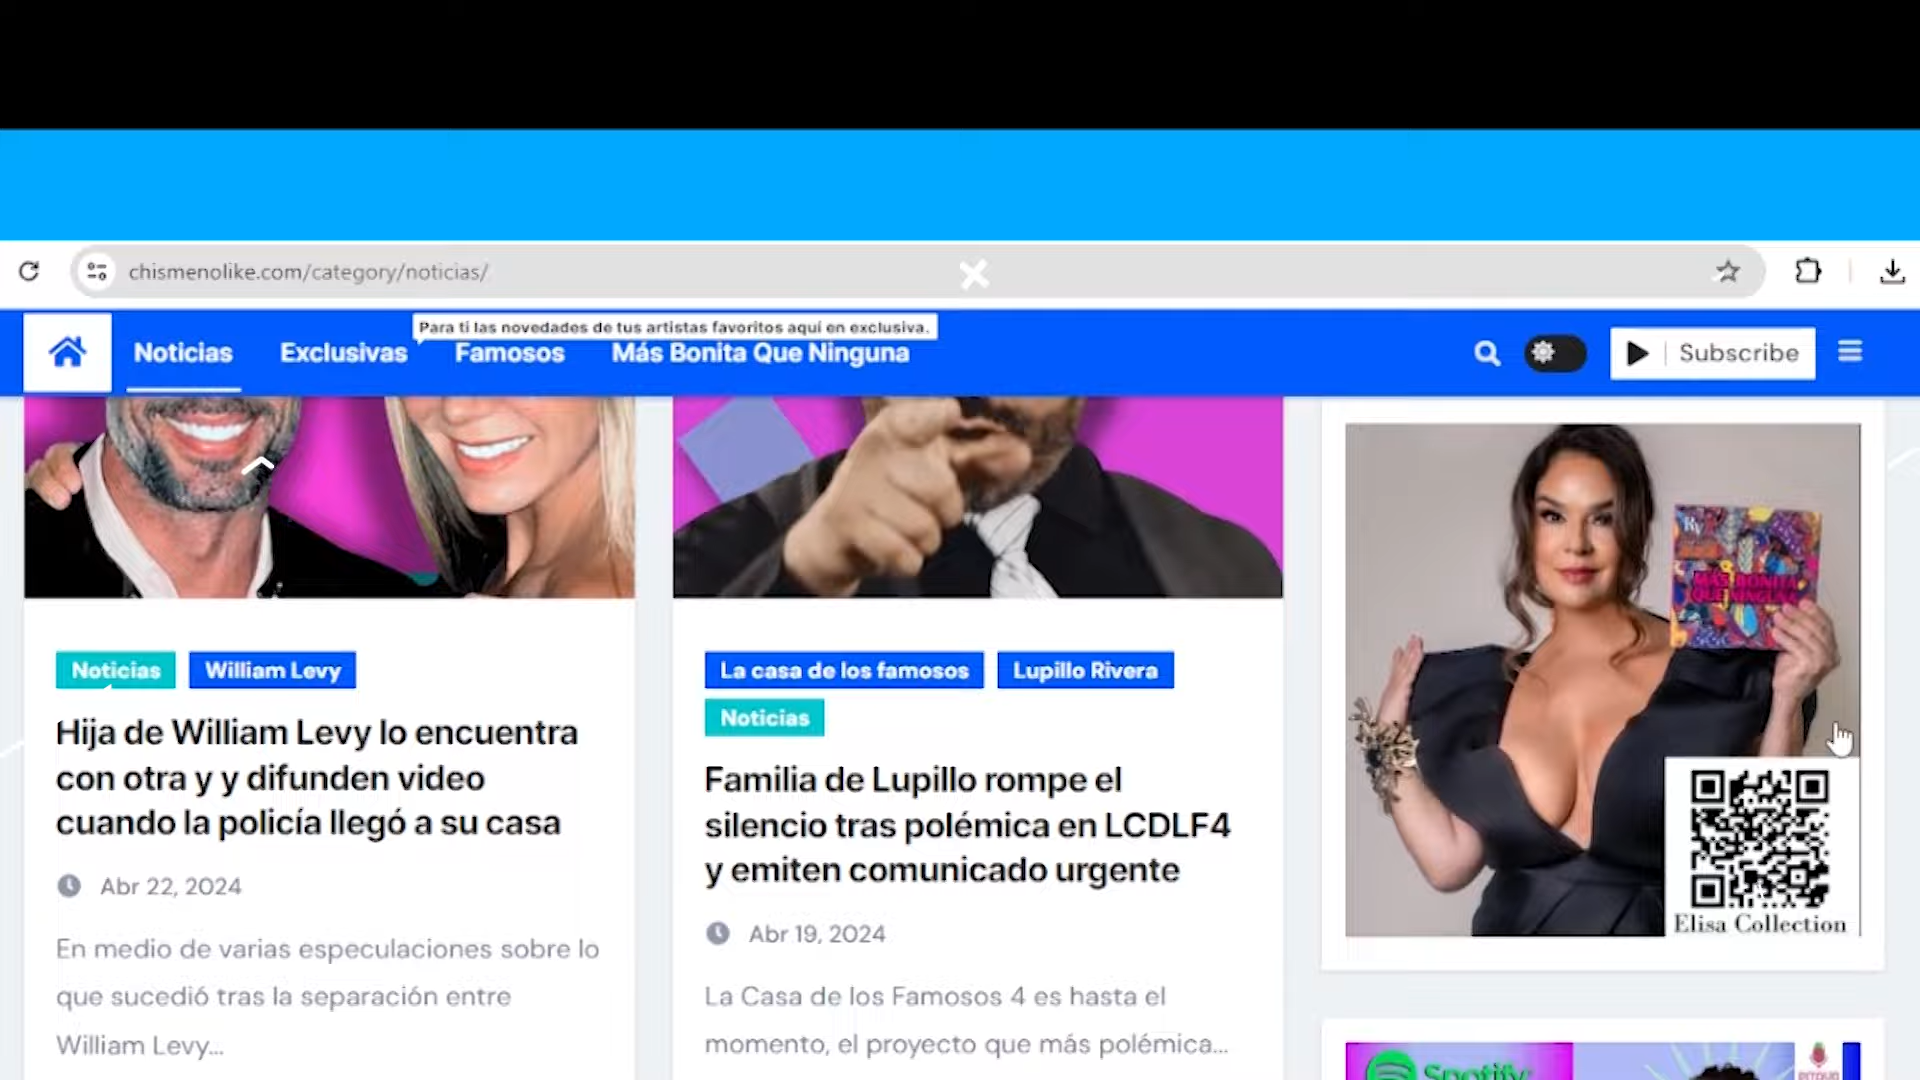 chismenolike.com/category/noticias/
Para ti las novedades de tus artistas favoritos aquí en exclusiva.
Noticias
Exclusivas
Famosos
Más Bonita Que Ninguna
Subscribe
Noticias
William Levy
Hija de William Levy lo encuentra
con otra y y difunden video
cuando la policía llegó a su casa
Abr 22, 2024
En medio de varias especulaciones sobre lo
que sucedió tras la separación entre
William Levy...
La casa de los famosos
Lupillo Rivera
Noticias
Familia de Lupillo rompe el
silencio tras polémica en LCDLF4
y emiten comunicado urgente
Abr 19, 2024
La Casa de los Famosos 4 es hasta el
momento, el proyecto que más polémica...
MÁS BONITA
QUE NINGUNA
Elisa Collection
Spotify